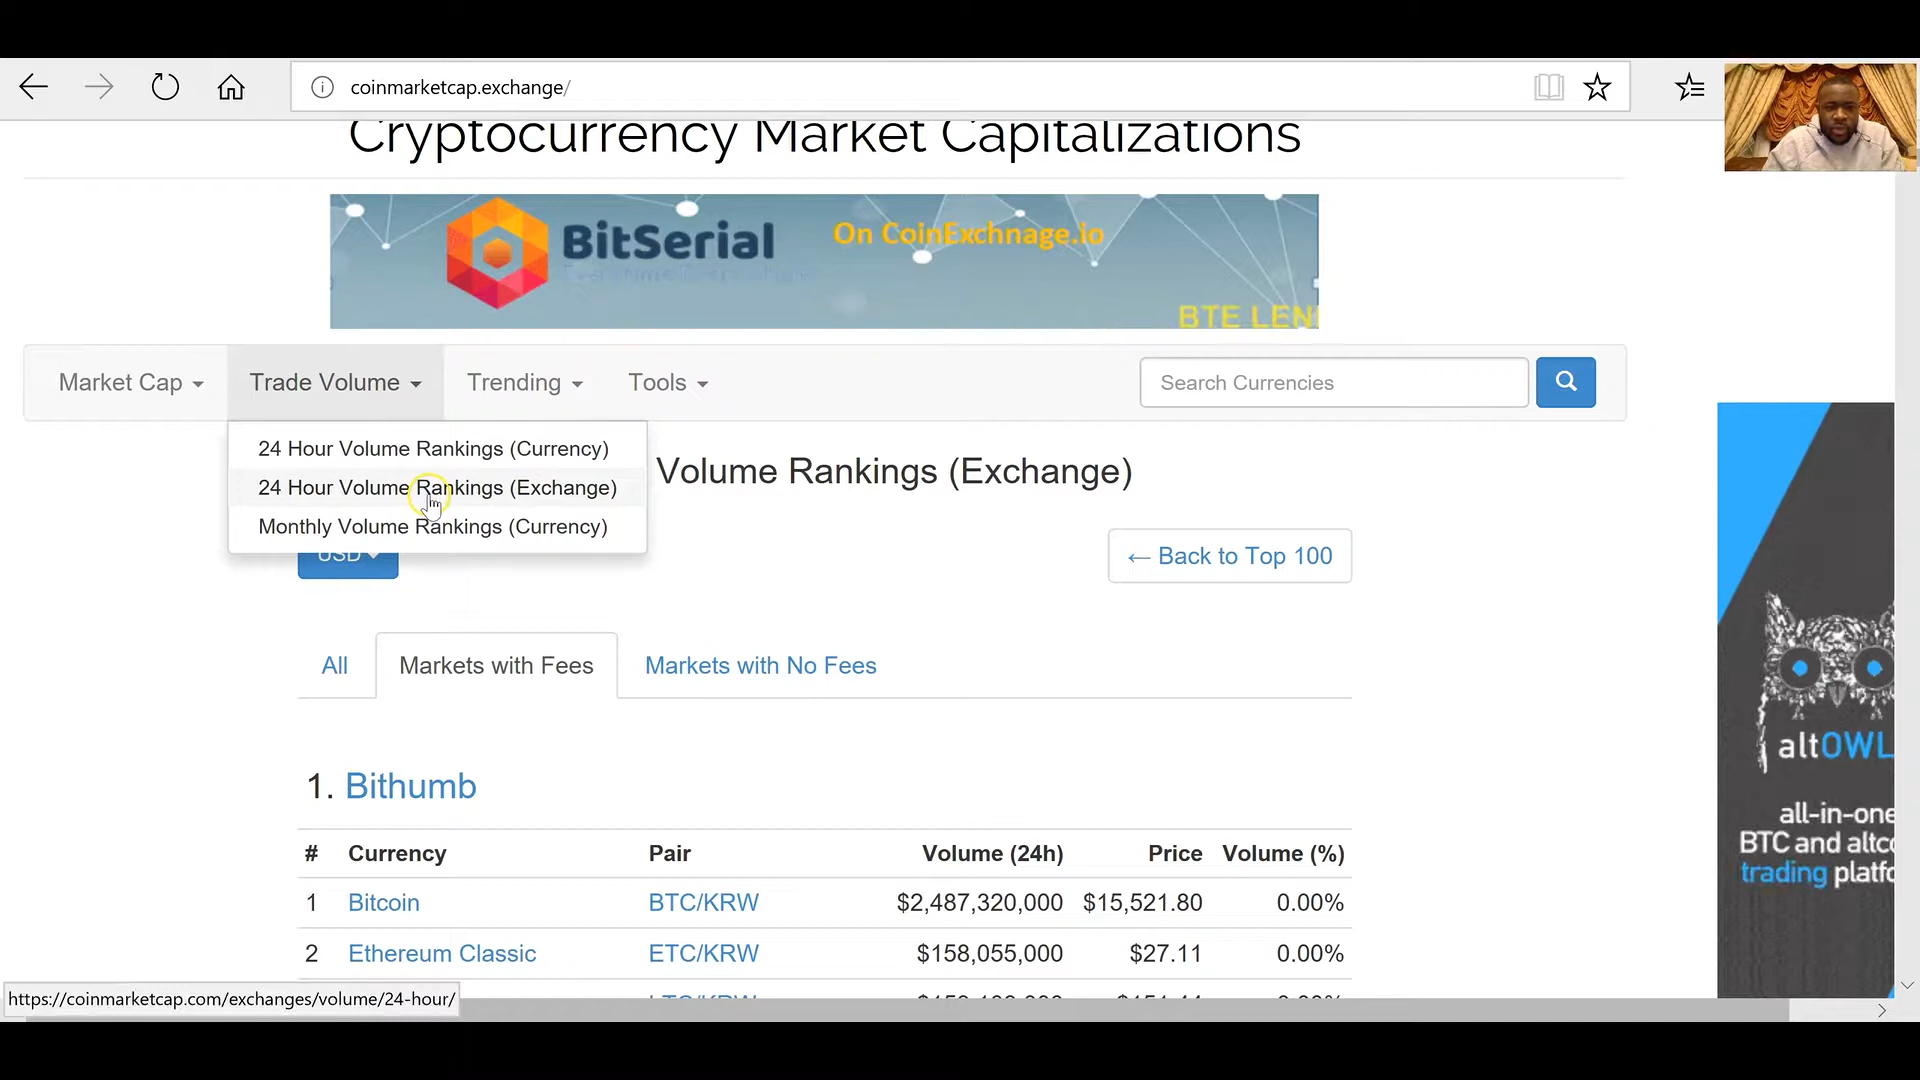 coinmarketcap.exchange/
Cryptocurrency Market Capitalizations
BitSerial
On CoinExchnage.io
BTE LEN
Market Cap
Trade Volume
Trending
Tools
Search Currencies
24 Hour Volume Rankings (Currency)
24 Hour Volume Rankings (Exchange)
Monthly Volume Rankings (Currency)
Volume Rankings (Exchange)
USD
← Back to Top 100
All
Markets with Fees
Markets with No Fees
1. Bithumb
# Currency Pair Volume (24h) Price Volume (%)
1 Bitcoin BTC/KRW $2,487,320,000 $15,521.80 0.00%
2 Ethereum Classic ETC/KRW $158,055,000 $27.11 0.00%
altOWL
all-in-one
BTC and altc
trading platfo
https://coinmarketcap.com/exchanges/volume/24-hour/